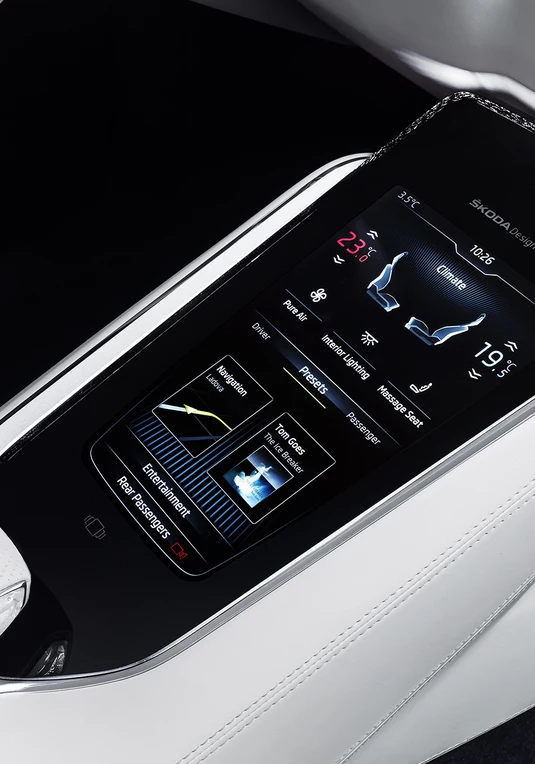 ŠKODA Design
3.5°C
10:26
23.0°C
Climate
19.5°C
Pure Air
Interior Lighting
Massage Seat
Driver
Presets
Passenger
Navigation
Ladova
Tom Goes
The Ice Breaker
Entertainment
Rear Passengers